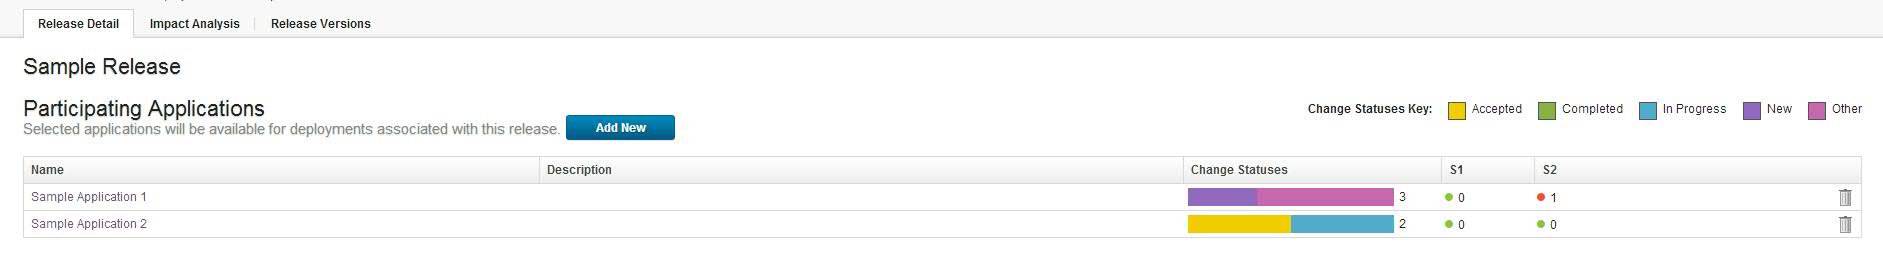 Release Detail Impact Analysis Release Versions
Sample Release
Participating Applications
Selected applications will be available for deployments associated with this release. Add New
Change Statuses Key: Accepted Completed In Progress New Other
Name Description Change Statuses S1 S2
Sample Application 1 3 0 1
Sample Application 2 2 0 0